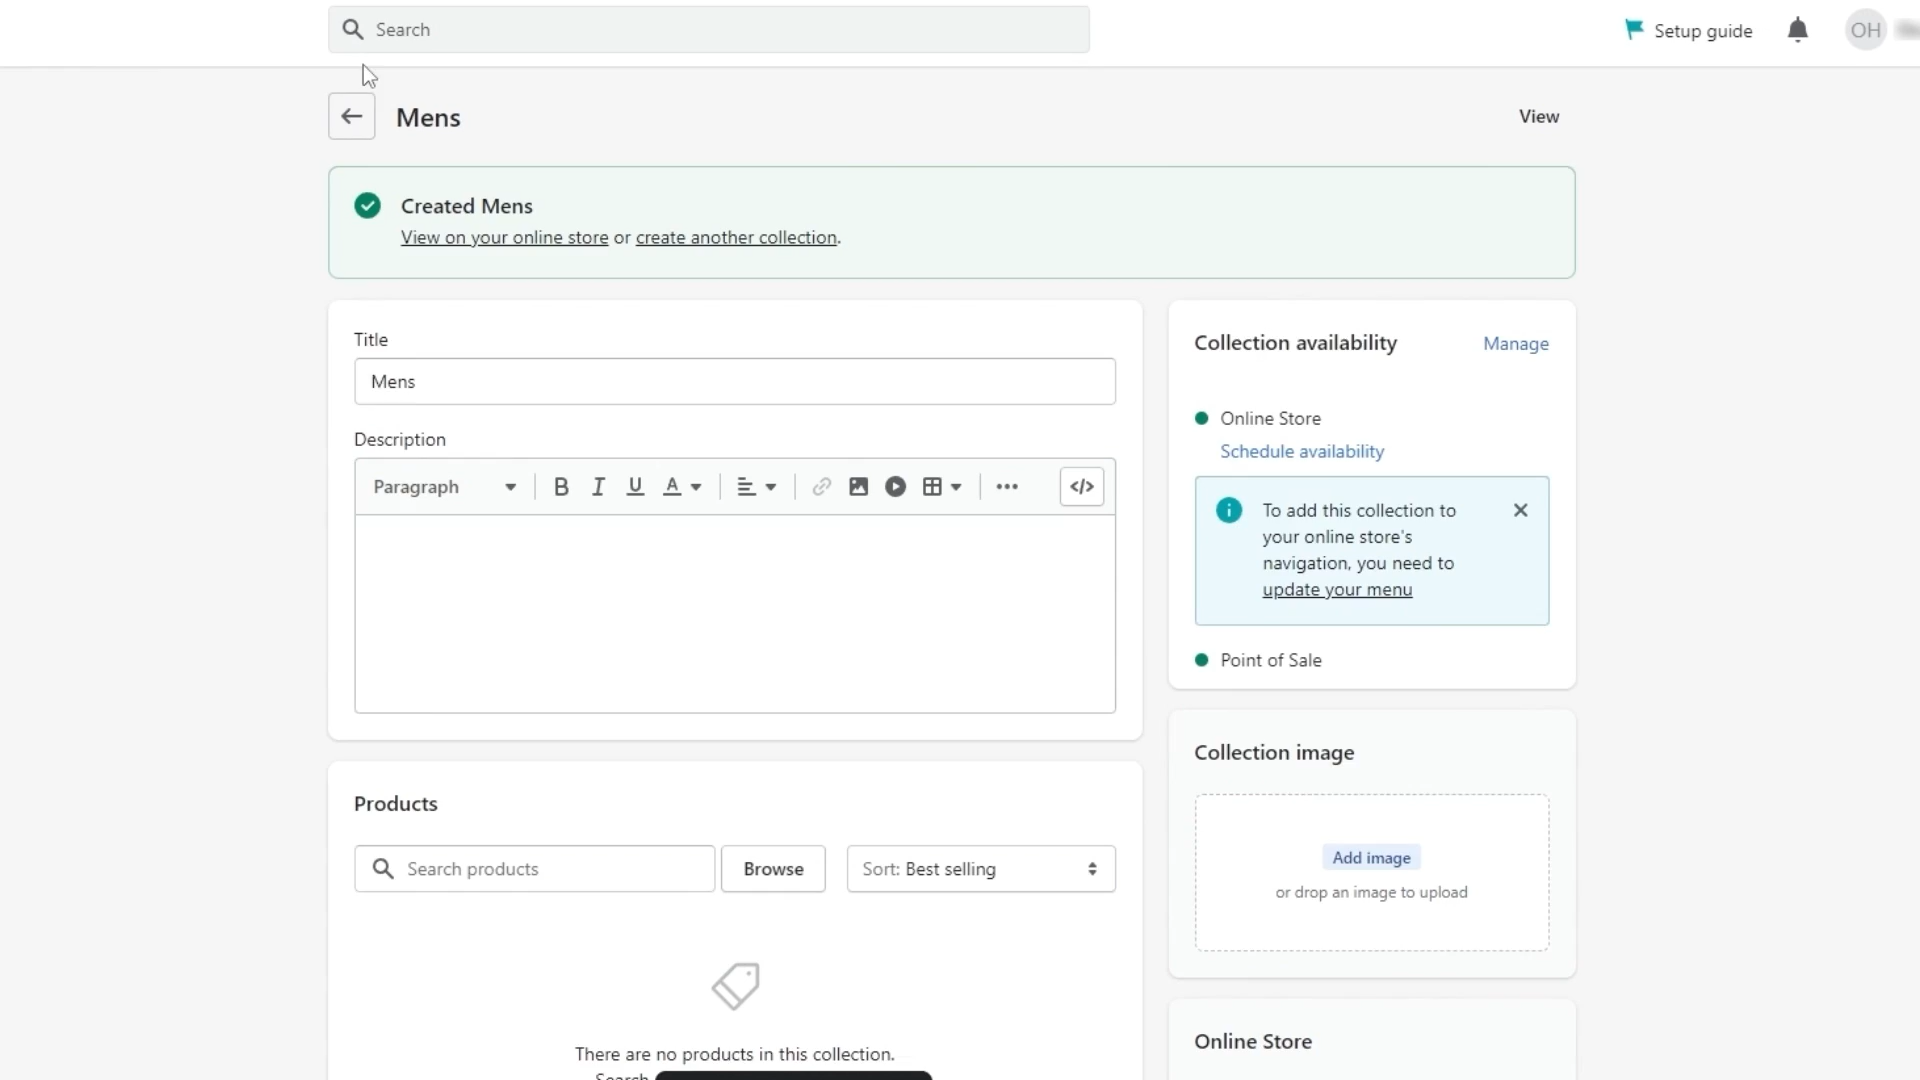 Search
Setup guide
OH
Mens
View
Created Mens
View on your online store or create another collection.
Title
Mens
Description
Paragraph
B I U A
</>
Products
Search products
Browse
Sort: Best selling
There are no products in this collection.
Search
Collection availability
Manage
Online Store
Schedule availability
To add this collection to
your online store's
navigation, you need to
update your menu
Point of Sale
Collection image
Add image
or drop an image to upload
Online Store